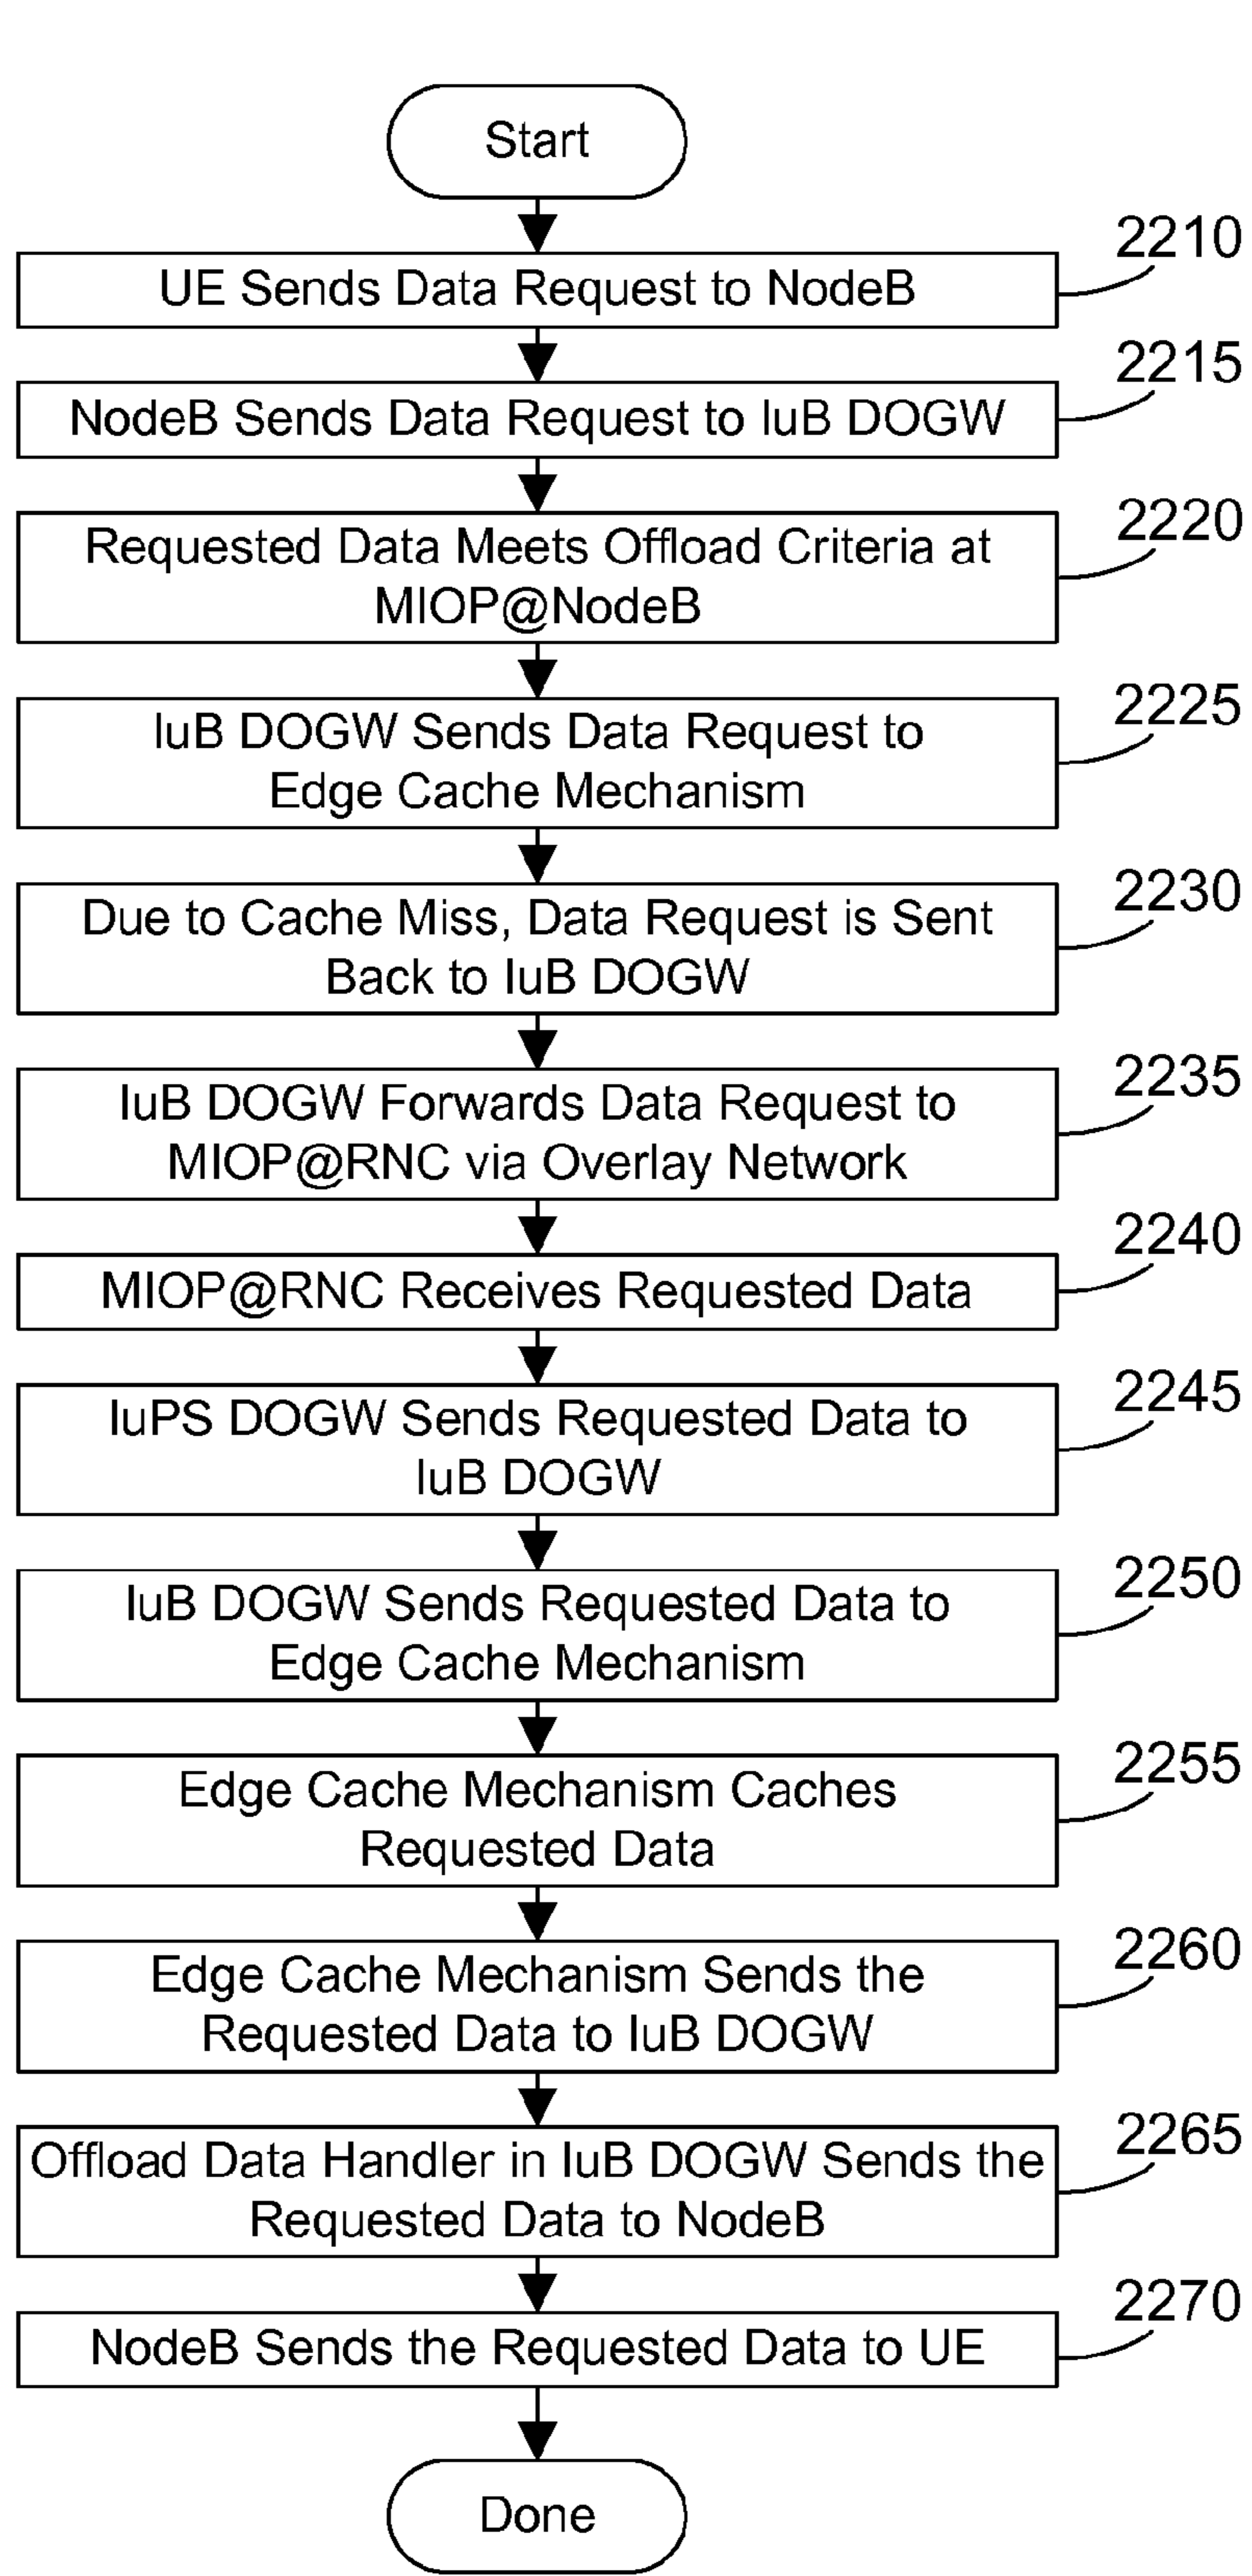 Start
2210
UE Sends Data Request to NodeB
2215
NodeB Sends Data Request to IuB DOGW
2220
Requested Data Meets Offload Criteria at
MIOP@NodeB
2225
IuB DOGW Sends Data Request to
Edge Cache Mechanism
2230
Due to Cache Miss, Data Request is Sent
Back to IuB DOGW
2235
IuB DOGW Forwards Data Request to
MIOP@RNC via Overlay Network
2240
MIOP@RNC Receives Requested Data
2245
IuPS DOGW Sends Requested Data to
IuB DOGW
2250
IuB DOGW Sends Requested Data to
Edge Cache Mechanism
2255
Edge Cache Mechanism Caches
Requested Data
2260
Edge Cache Mechanism Sends the
Requested Data to IuB DOGW
2265
Offload Data Handler in IuB DOGW Sends the
Requested Data to NodeB
2270
NodeB Sends the Requested Data to UE
Done